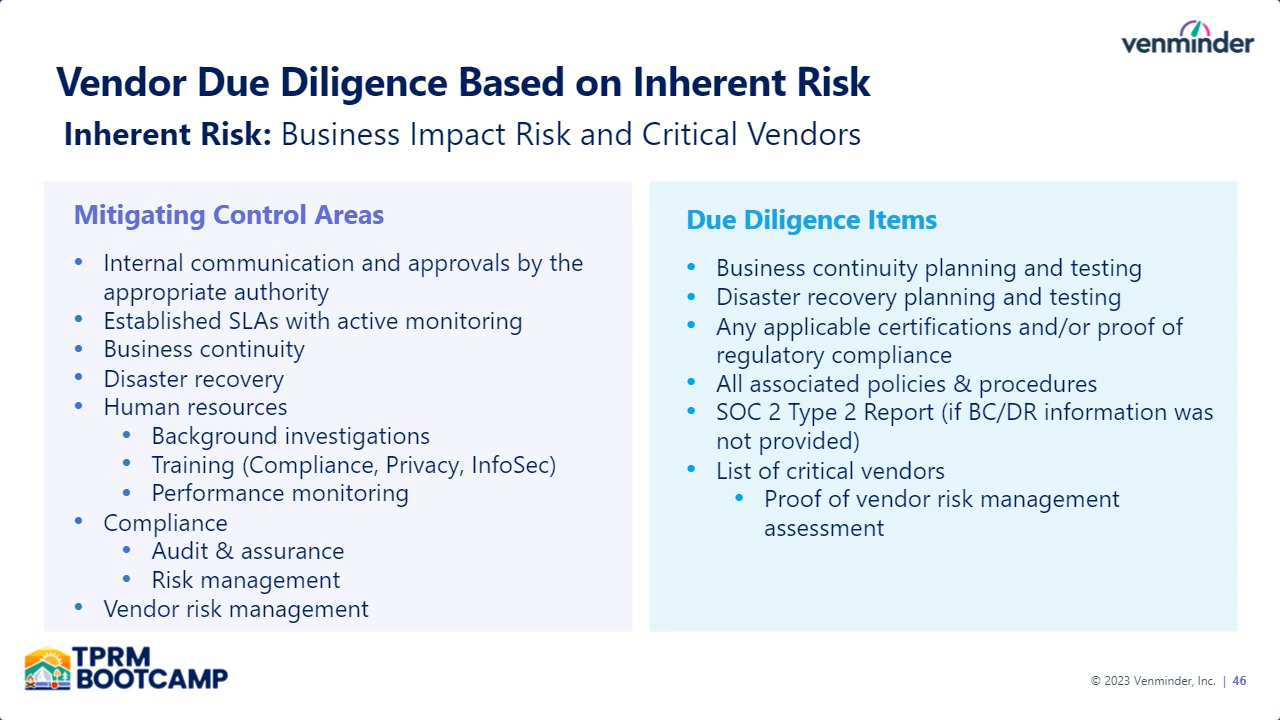 venminder
Vendor Due Diligence Based on Inherent Risk
Inherent Risk: Business Impact Risk and Critical Vendors
Mitigating Control Areas
• Internal communication and approvals by the
appropriate authority
• Established SLAs with active monitoring
• Business continuity
• Disaster recovery
• Human resources
• Background investigations
• Training (Compliance, Privacy, InfoSec)
• Performance monitoring
• Compliance
• Audit & assurance
• Risk management
• Vendor risk management
Due Diligence Items
• Business continuity planning and testing
• Disaster recovery planning and testing
• Any applicable certifications and/or proof of
regulatory compliance
• All associated policies & procedures
• SOC 2 Type 2 Report (if BC/DR information was
not provided)
• List of critical vendors
• Proof of vendor risk management
assessment
TPRM
BOOTCAMP
© 2023 Venminder, Inc. | 46